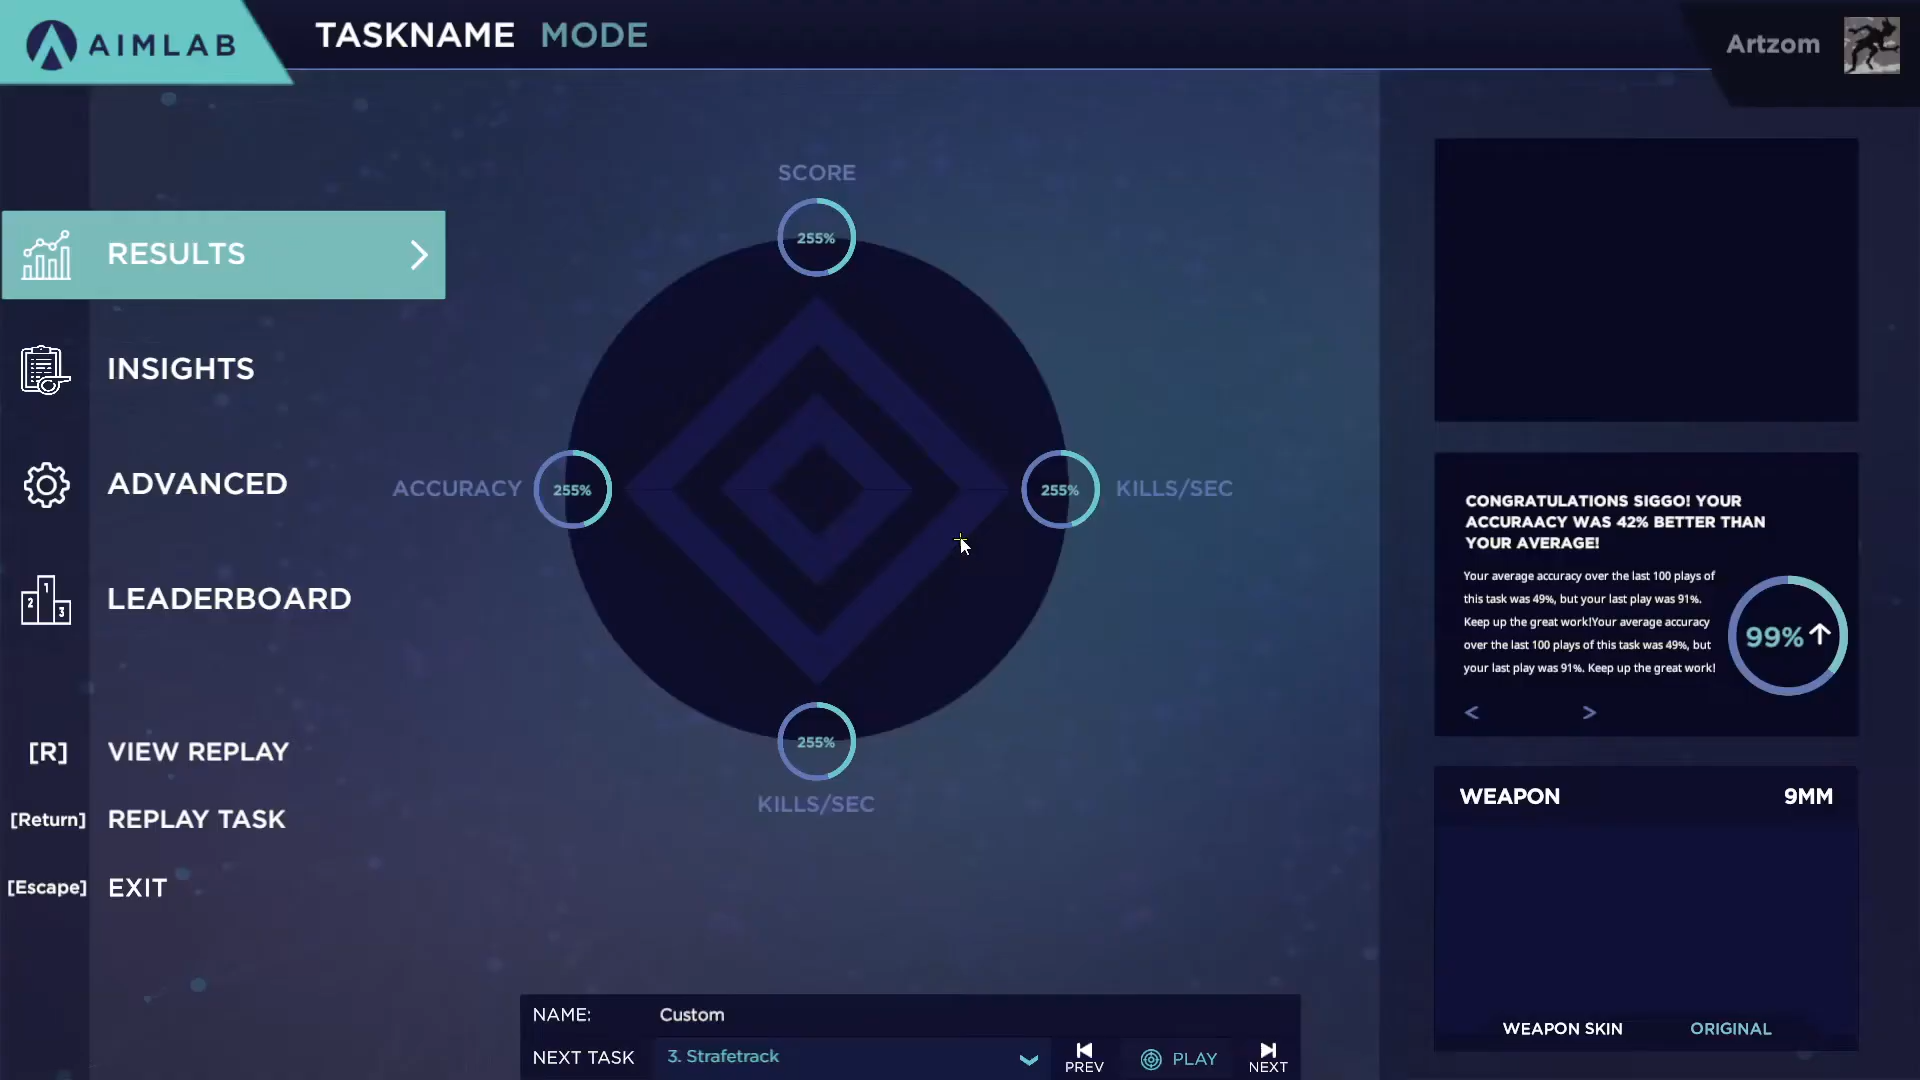 AIMLAB
TASKNAME MODE
Artzom
RESULTS
INSIGHTS
ADVANCED
LEADERBOARD
1
2
3
[R] VIEW REPLAY
[Return] REPLAY TASK
[Escape] EXIT
SCORE
255%
ACCURACY 255%
255% KILLS/SEC
255%
KILLS/SEC
CONGRATULATIONS SIGGO! YOUR
ACCURAACY WAS 42% BETTER THAN
YOUR AVERAGE!
Your average accuracy over the last 100 plays of
this task was 49%, but your last play was 91%.
Keep up the great work!Your average accuracy
over the last 100 plays of this task was 49%, but
your last play was 91%. Keep up the great work!
99%
< >
WEAPON 9MM
WEAPON SKIN ORIGINAL
NAME: Custom
NEXT TASK 3. Strafetrack
PREV PLAY NEXT